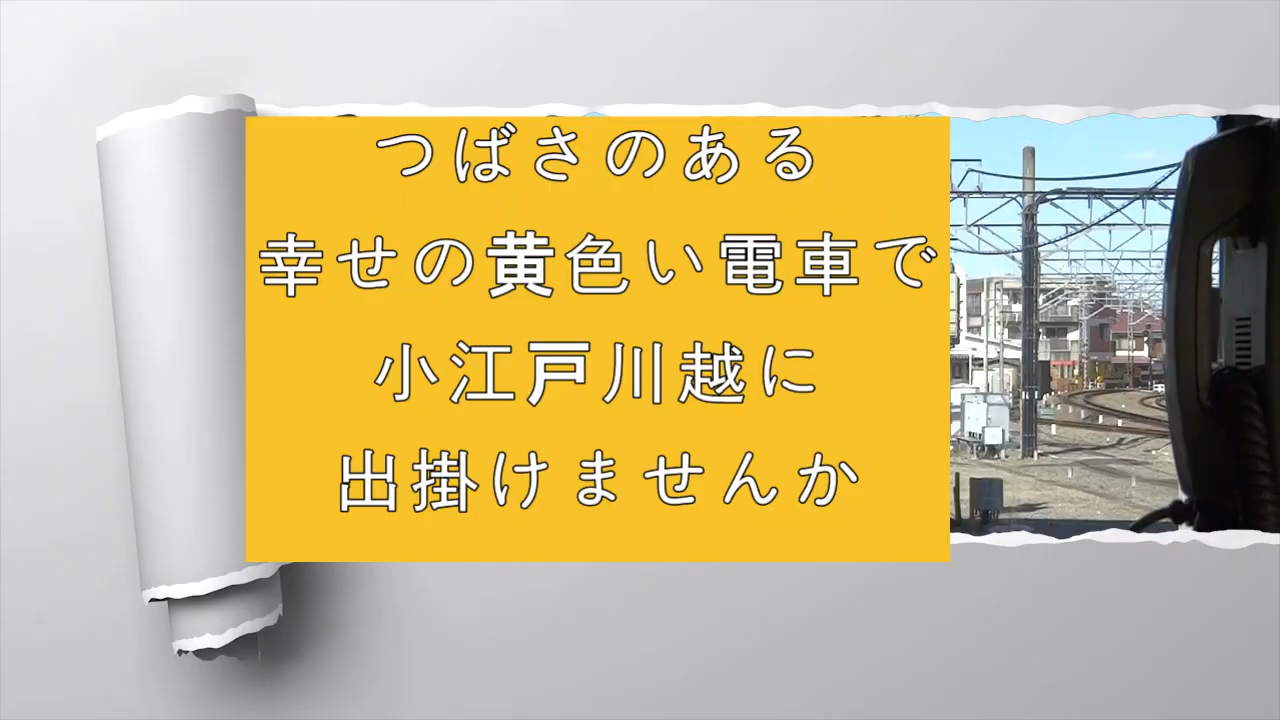 つばさのある
幸せの黄色い電車で
小江戸川越に
出掛けませんか